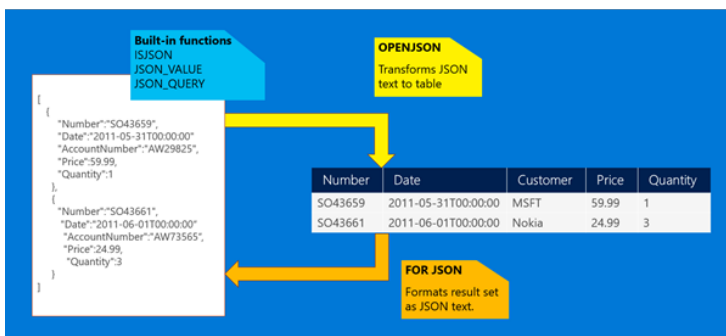 Built-in functions
ISJSON
JSON_VALUE
JSON_QUERY
OPENJSON
Transforms JSON
text to table
[
{
"Number":"SO43659",
"Date":"2011-05-31T00:00:00"
"AccountNumber":"AW29825",
"Price":59.99,
"Quantity":1
},
{
"Number":"SO43661",
"Date":"2011-06-01T00:00:00"
"AccountNumber":"AW73565",
"Price":24.99,
"Quantity":3
}
]
Number Date Customer Price Quantity
SO43659 2011-05-31T00:00:00 MSFT 59.99 1
SO43661 2011-06-01T00:00:00 Nokia 24.99 3
FOR JSON
Formats result set
as JSON text.